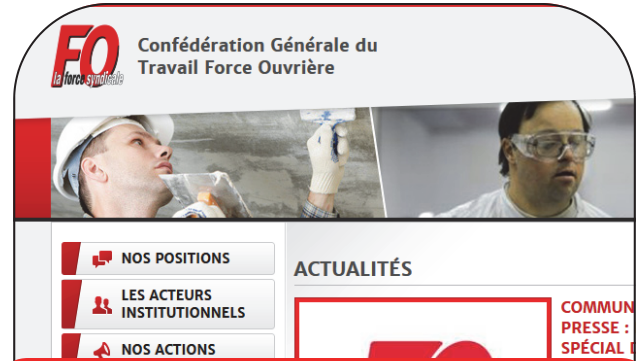 FO
la force syndicale
Confédération Générale du
Travail Force Ouvrière
NOS POSITIONS
LES ACTEURS
INSTITUTIONNELS
NOS ACTIONS
ACTUALITÉS
COMMUN
PRESSE :
SPÉCIAL
FO